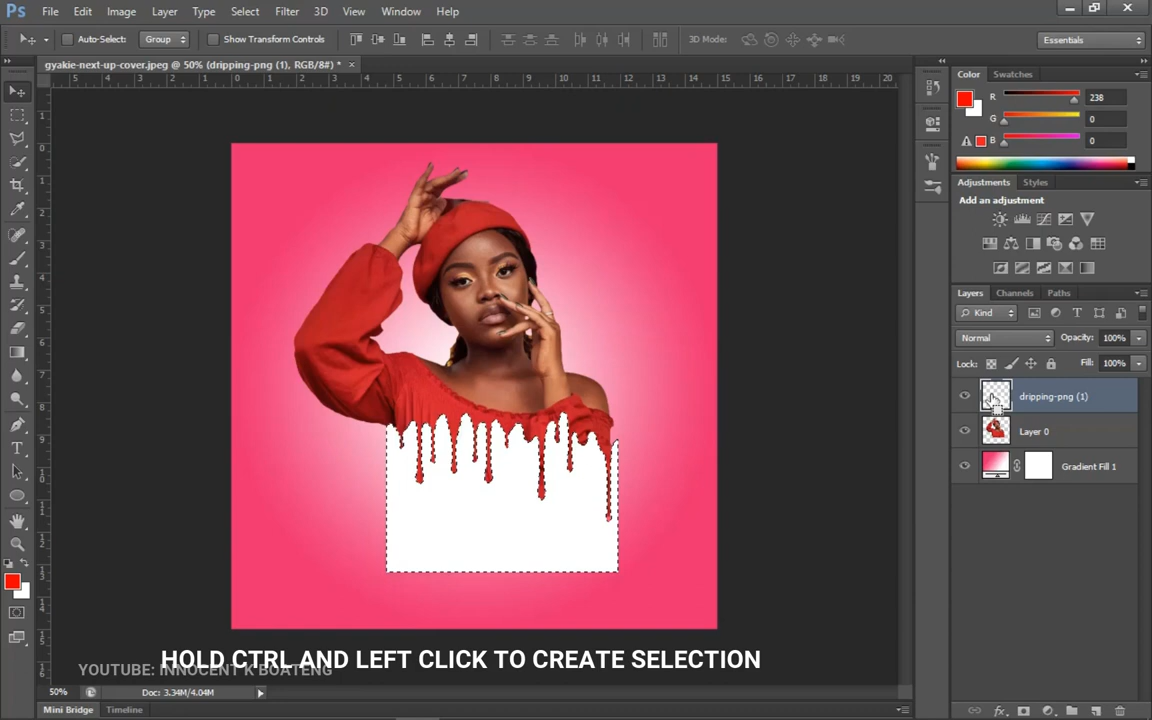 Ps File Edit Image Layer Type Select Filter 3D View Window Help
Auto-Select: Group Show Transform Controls 3D Mode: Essentials
gyakie-next-up-cover.jpeg @ 50% (dripping-png (1), RGB/8#) * ×
Color Swatches
R 238
G 0
B 0
Adjustments Styles
Add an adjustment
Layers Channels Paths
Kind
Normal Opacity: 100%
Lock: Fill: 100%
dripping-png (1)
Layer 0
Gradient Fill 1
HOLD CTRL AND LEFT CLICK TO CREATE SELECTION
YOUTUBE: INNOCENT K BOATENG
50% Doc: 3.34M/4.04M
Mini Bridge Timeline